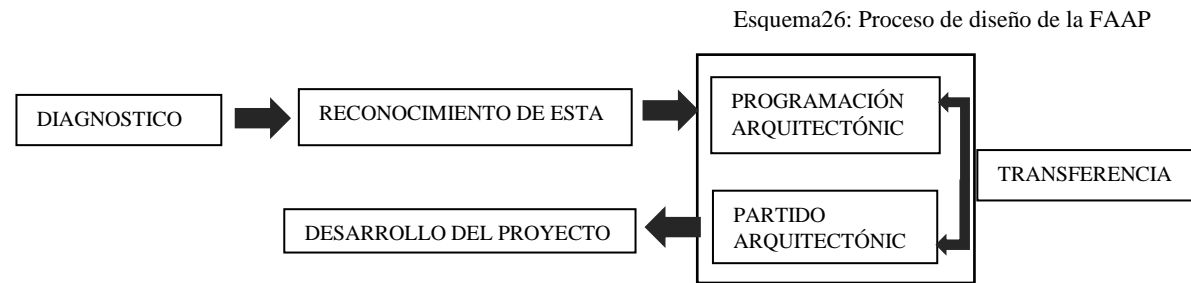 Esquema26: Proceso de diseño de la FAAP
DIAGNOSTICO
RECONOCIMIENTO DE ESTA
PROGRAMACIÓN
ARQUITECTÓNIC
TRANSFERENCIA
DESARROLLO DEL PROYECTO
PARTIDO
ARQUITECTÓNIC